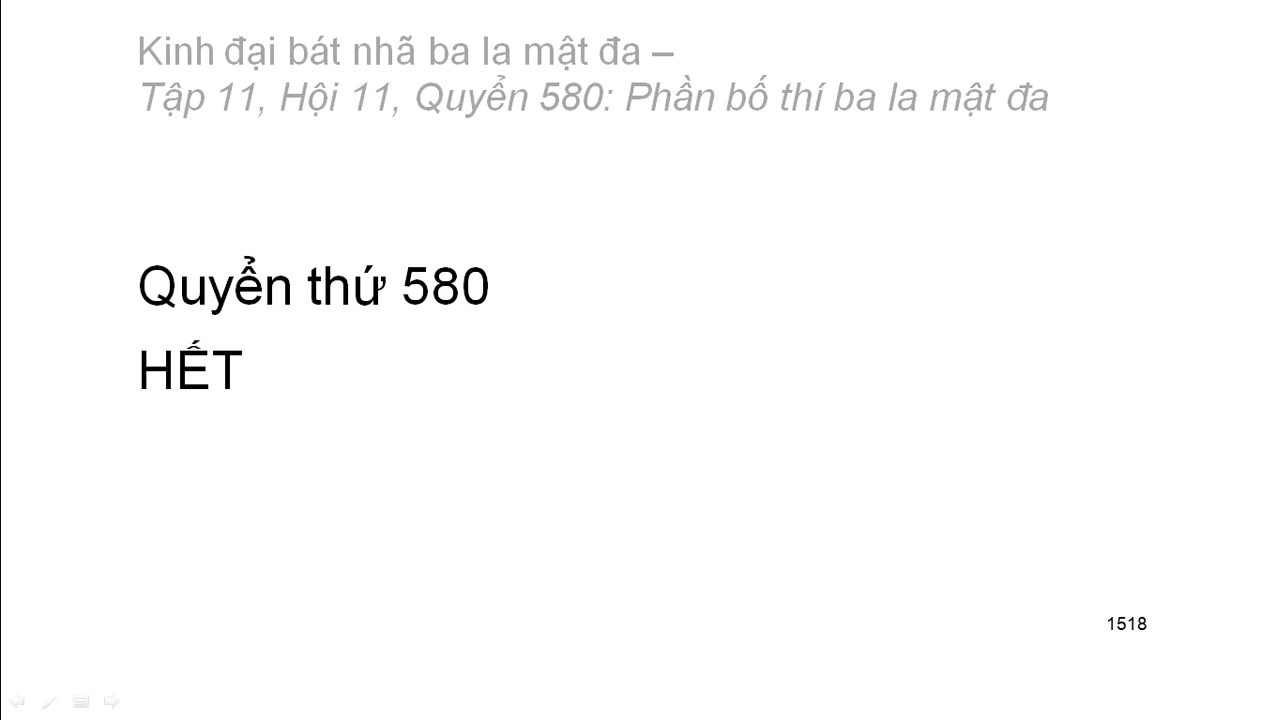 Kinh đại bát nhã ba la mật đa –
Tập 11, Hội 11, Quyển 580: Phần bố thí ba la mật đa
Quyển thứ 580
HẾT
1518